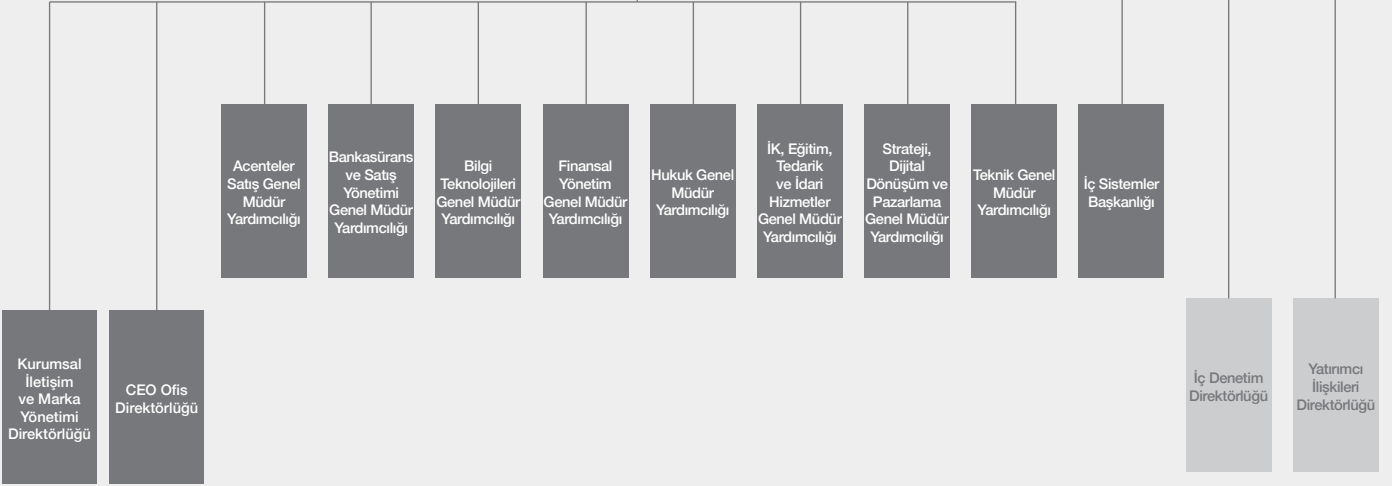 Acenteler
Satış Genel
Müdür
Yardımcılığı
Bankasürans
ve Satış
Yönetimi
Genel Müdür
Yardımcılığı
Bilgi
Teknolojileri
Genel Müdür
Yardımcılığı
Finansal
Yönetim
Genel Müdür
Yardımcılığı
Hukuk Genel
Müdür
Yardımcılığı
İK, Eğitim,
Tedarik
ve İdari
Hizmetler
Genel Müdür
Yardımcılığı
Strateji,
Dijital
Dönüşüm ve
Pazarlama
Genel Müdür
Yardımcılığı
Teknik Genel
Müdür
Yardımcılığı
İç Sistemler
Başkanlığı
Kurumsal
İletişim
ve Marka
Yönetimi
Direktörlüğü
CEO Ofis
Direktörlüğü
İç Denetim
Direktörlüğü
Yatırımcı
İlişkileri
Direktörlüğü